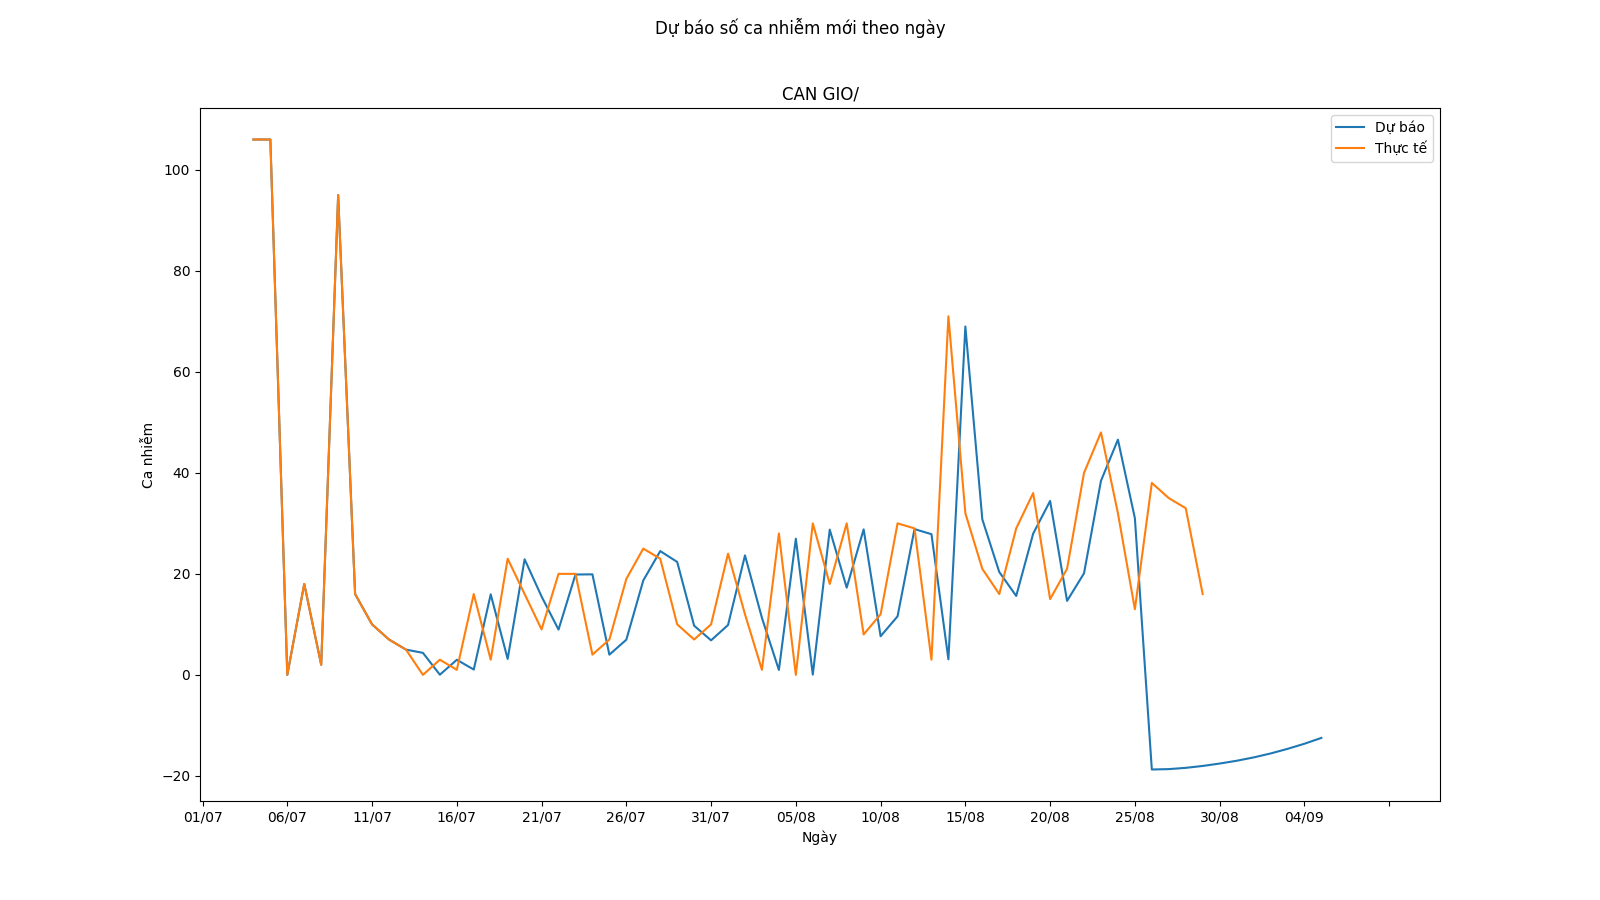 Dự báo số ca nhiễm mới theo ngày
CAN GIO/
Dự báo
Thực tế
100
80
60
40
20
0
−20
Ca nhiễm
01/07 06/07 11/07 16/07 21/07 26/07 31/07 05/08 10/08 15/08 20/08 25/08 30/08 04/09
Ngày